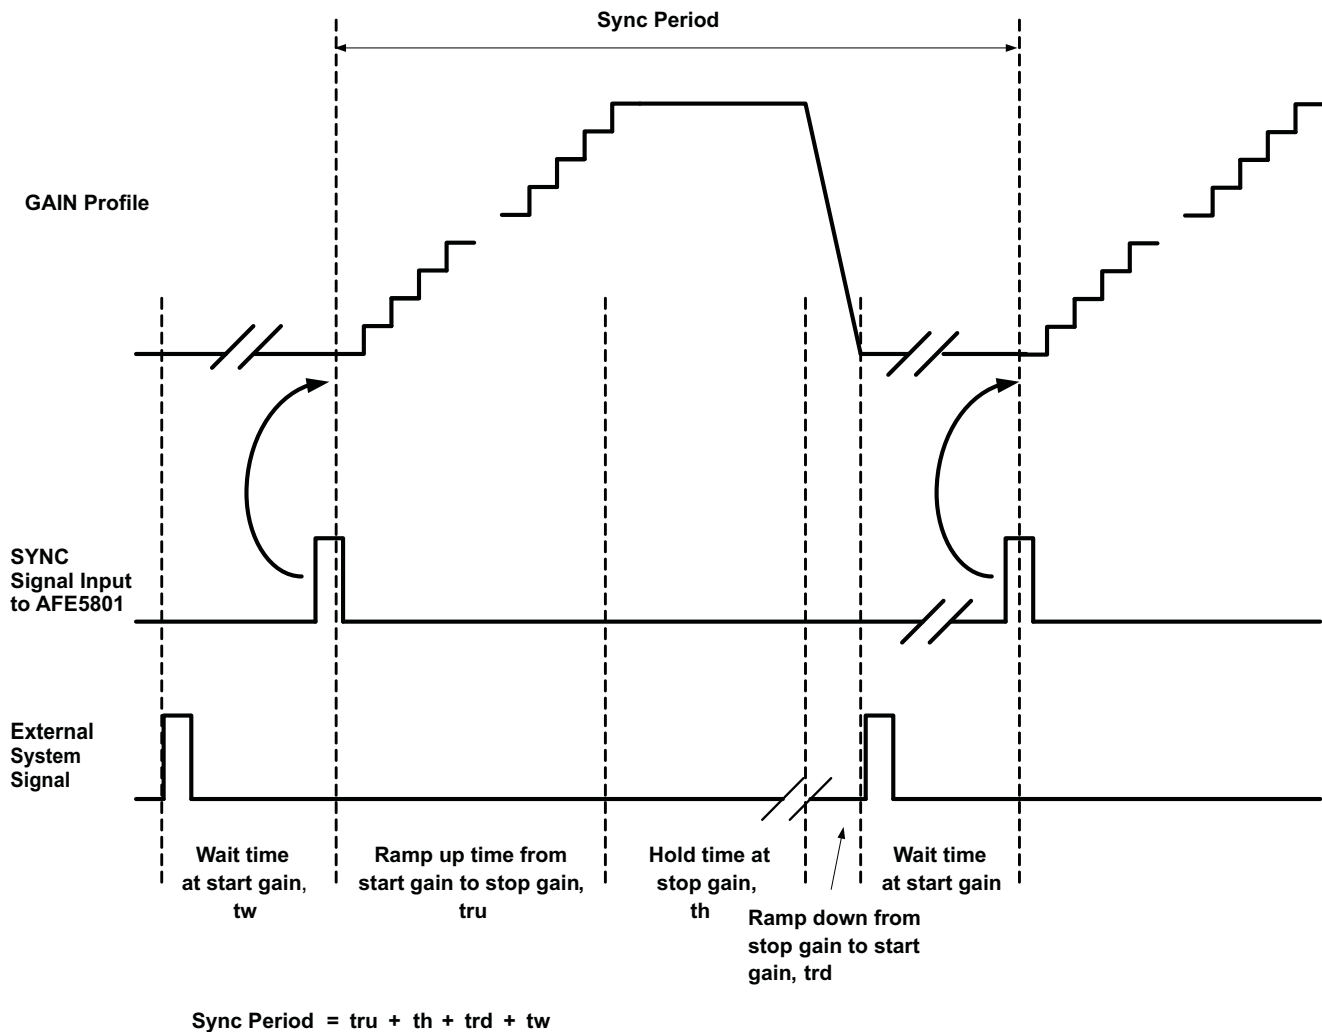 Sync Period
GAIN Profile
SYNC
Signal Input
to AFE5801
External
System
Signal
Wait time
at start gain,
tw
Ramp up time from
start gain to stop gain,
tru
Hold time at
stop gain,
th
Wait time
at start gain
Ramp down from
stop gain to start
gain, trd
Sync Period = tru + th + trd + tw